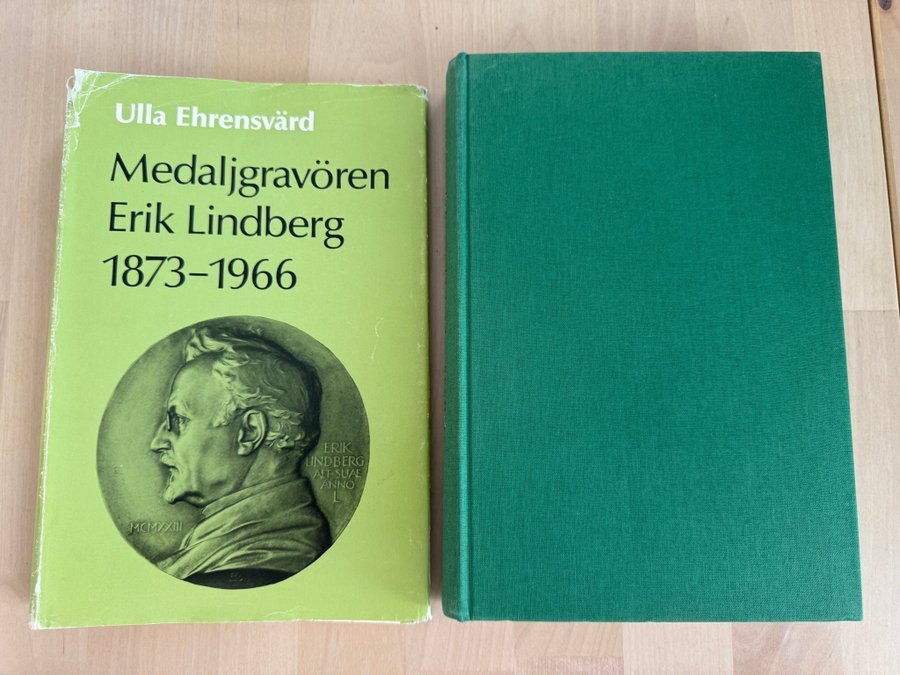 Ulla Ehrensvärd
Medaljgravören
Erik Lindberg
1873–1966
ERIK
LINDBERG
AET·SUAE
ANNO
L
MCMXXIII